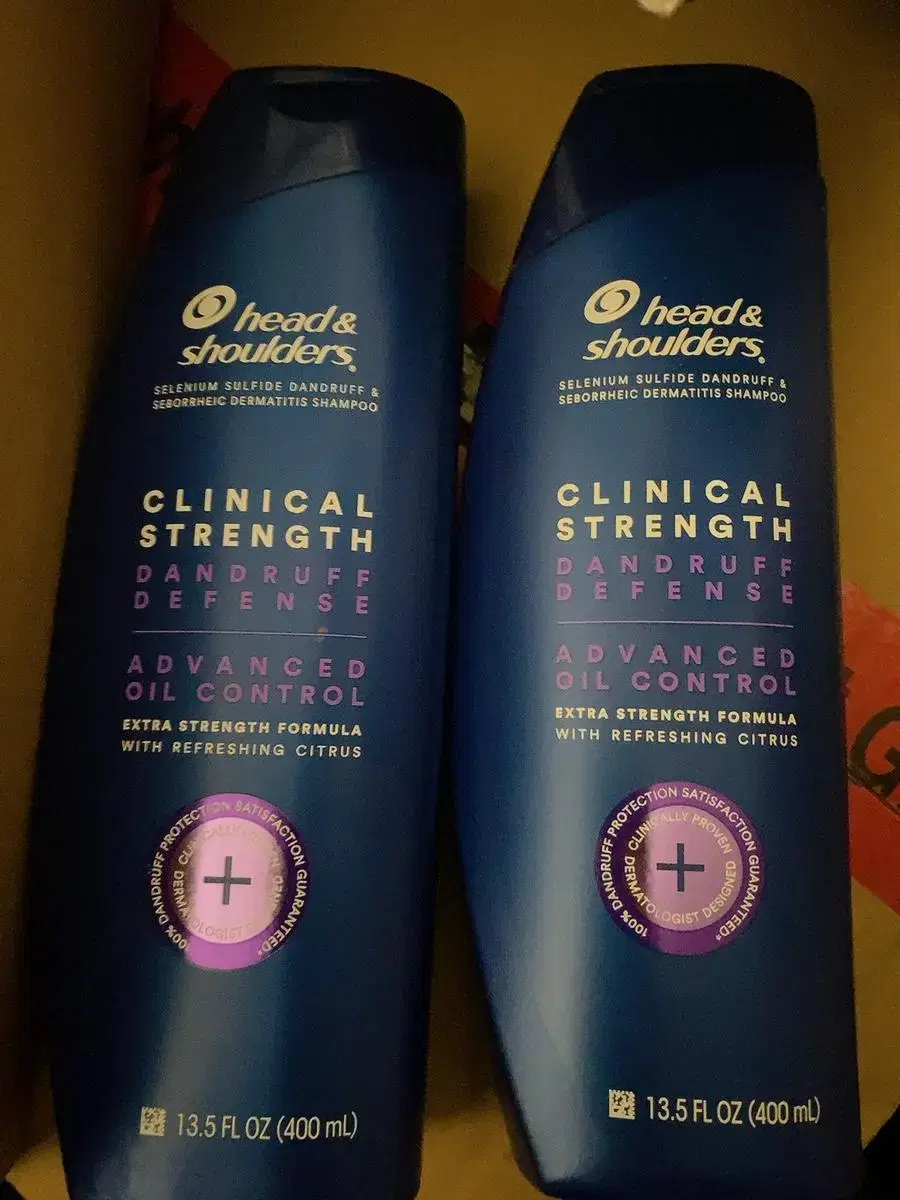 head &
shoulders
SELENIUM SULFIDE DANDRUFF &
SEBORRHEIC DERMATITIS SHAMPOO
CLINICAL
STRENGTH
DANDRUFF
DEFENSE
ADVANCED
OIL CONTROL
EXTRA STRENGTH FORMULA
WITH REFRESHING CITRUS
100% DANDRUFF PROTECTION SATISFACTION GUARANTEED
CLINICALLY PROVEN
DERMATOLOGIST DESIGNED
13.5 FL OZ (400 mL)
head &
shoulders
SELENIUM SULFIDE DANDRUFF &
SEBORRHEIC DERMATITIS SHAMPOO
CLINICAL
STRENGTH
DANDRUFF
DEFENSE
ADVANCED
OIL CONTROL
EXTRA STRENGTH FORMULA
WITH REFRESHING CITRUS
100% DANDRUFF PROTECTION SATISFACTION GUARANTEED
CLINICALLY PROVEN
DERMATOLOGIST DESIGNED
13.5 FL OZ (400 mL)